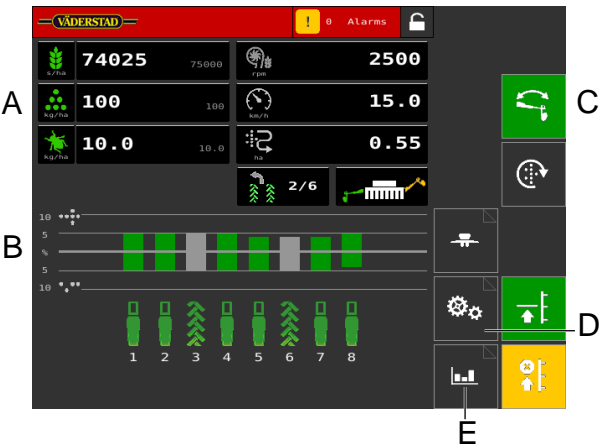 VÄDERSTAD
! 0 Alarms
s/ha 74025 75000
rpm 2500
A
kg/ha 100 100
km/h 15.0
C
kg/ha 10.0 10.0
ha 0.55
2/6
10
5
B
%
5
10
D
1 2 3 4 5 6 7 8
E